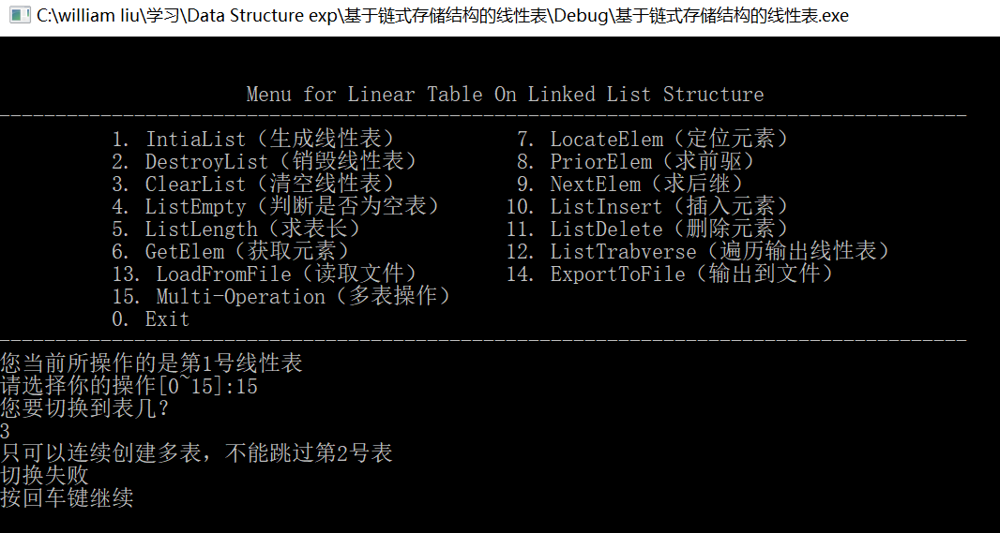 C:\william liu\学习\Data Structure exp\基于链式存储结构的线性表\Debug\基于链式存储结构的线性表.exe
Menu for Linear Table On Linked List Structure
1. IntiaList（生成线性表） 7. LocateElem（定位元素）
2. DestroyList（销毁线性表） 8. PriorElem（求前驱）
3. ClearList（清空线性表） 9. NextElem（求后继）
4. ListEmpty（判断是否为空表） 10. ListInsert（插入元素）
5. ListLength（求表长） 11. ListDelete（删除元素）
6. GetElem（获取元素） 12. ListTrabverse（遍历输出线性表）
13. LoadFromFile（读取文件） 14. ExportToFile（输出到文件）
15. Multi-Operation（多表操作）
0. Exit
您当前所操作的是第1号线性表
请选择你的操作[0~15]:15
您要切换到表几？
3
只可以连续创建多表，不能跳过第2号表
切换失败
按回车键继续